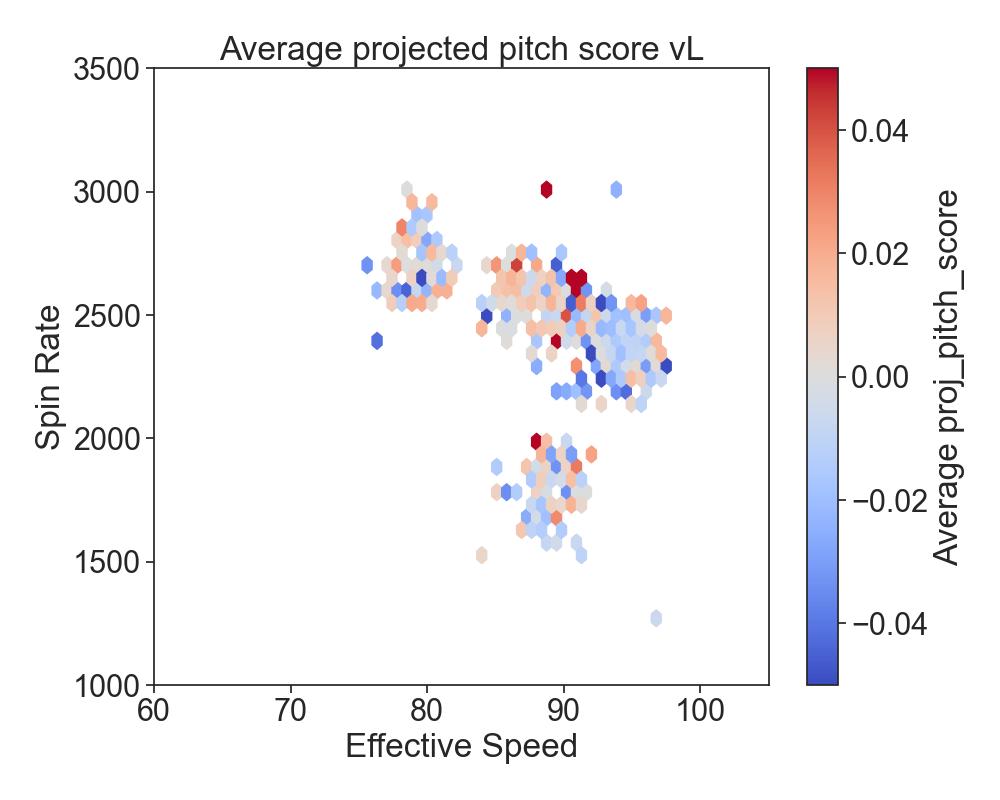 Average projected pitch score vL
3500
3000
2500
2000
1500
1000
Spin Rate
60 70 80 90 100
Effective Speed
0.04
0.02
0.00
−0.02
−0.04
Average proj_pitch_score